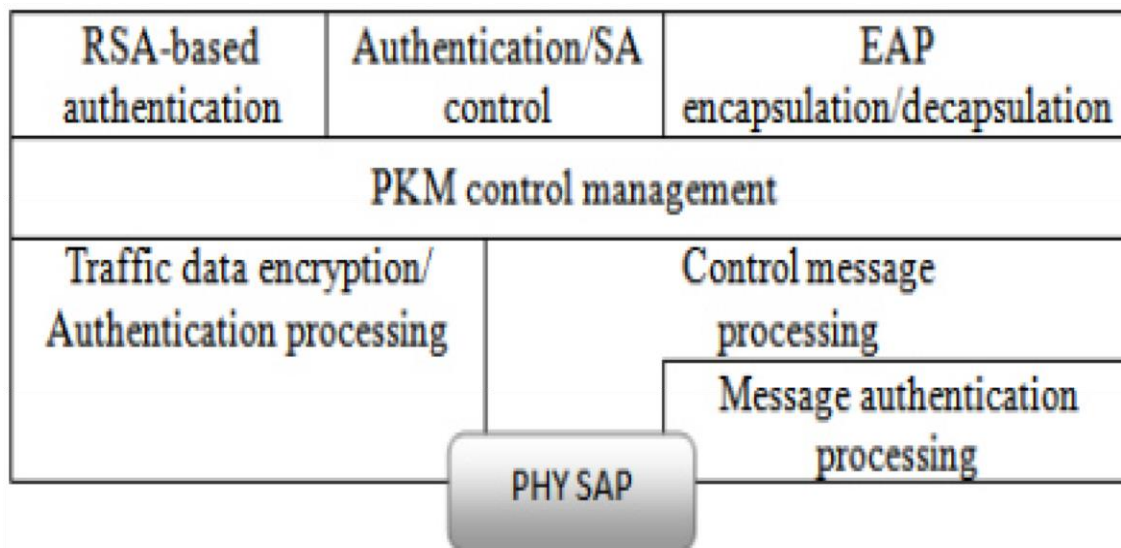 RSA-based
authentication
Authentication/SA
control
EAP
encapsulation/decapsulation
PKM control management
Traffic data encryption/
Authentication processing
Control message
processing
Message authentication
processing
PHY SAP